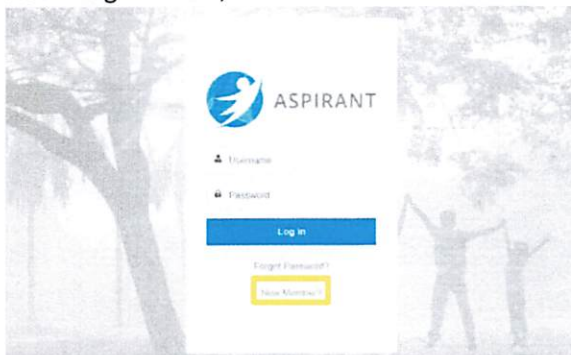 ASPIRANT
Username
Password
Log in
Forgot Password?
New Member?